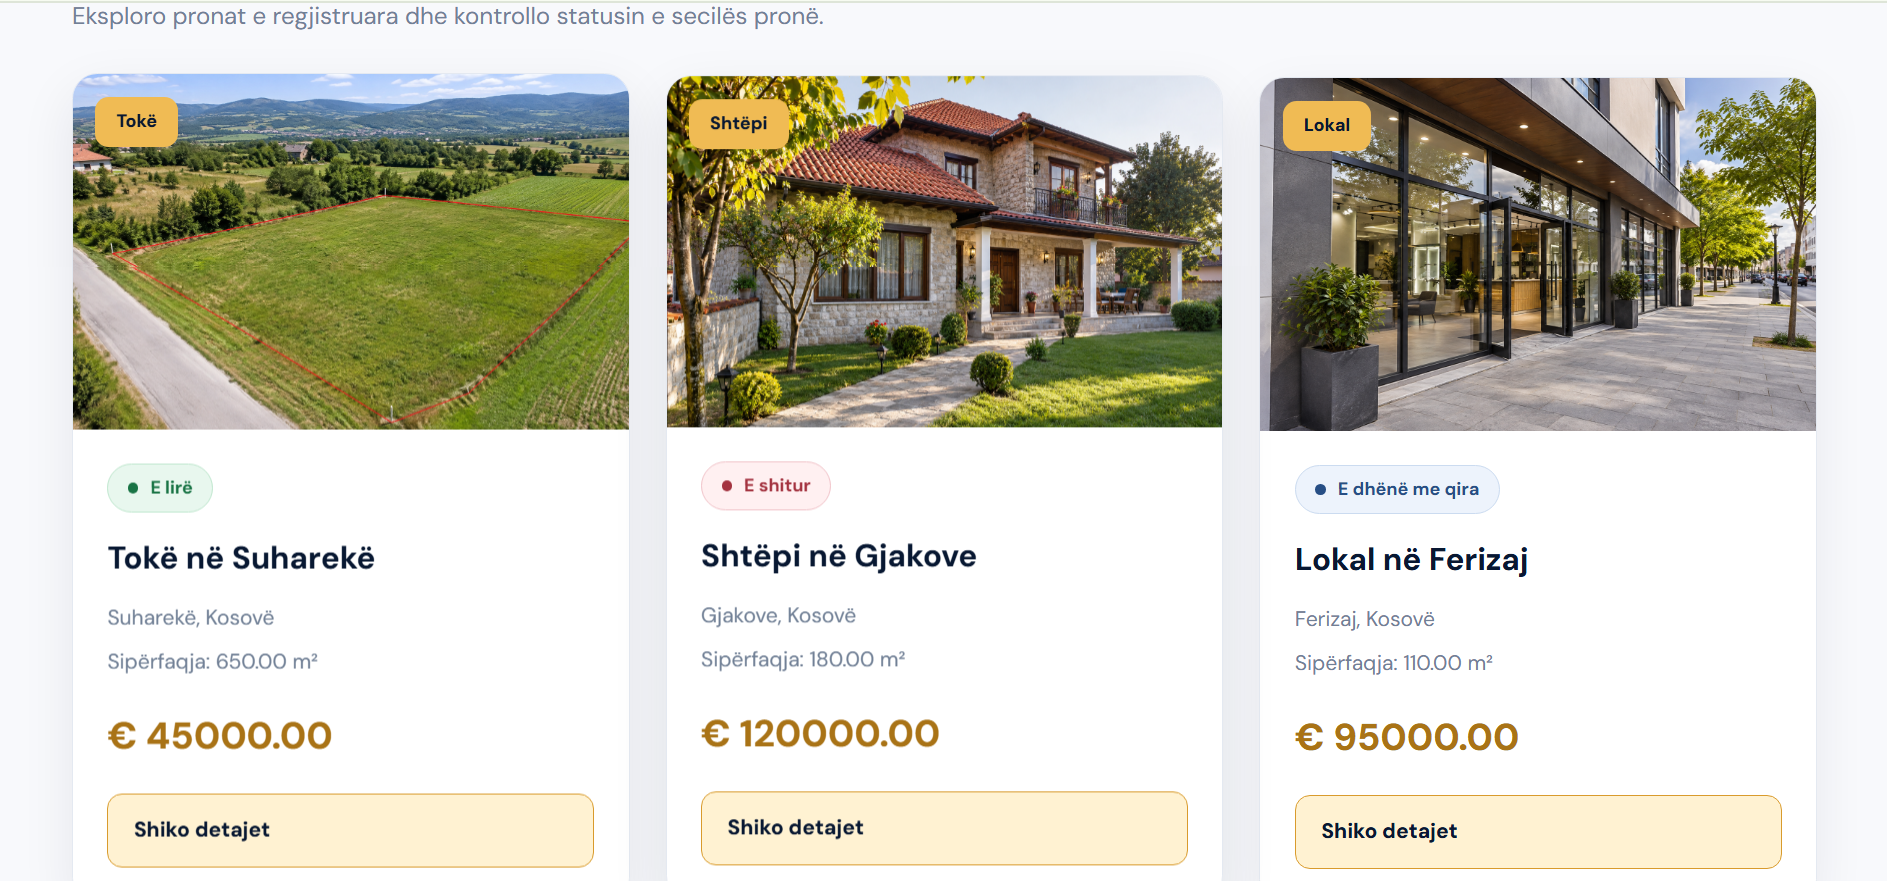 Eksploro pronat e regjistruara dhe kontrollo statusin e secilës pronë.
Tokë
E lirë
Tokë në Suharekë
Suharekë, Kosovë
Sipërfaqja: 650.00 m²
€ 45000.00
Shiko detajet
Shtëpi
E shitur
Shtëpi në Gjakove
Gjakove, Kosovë
Sipërfaqja: 180.00 m²
€ 120000.00
Shiko detajet
Lokal
E dhënë me qira
Lokal në Ferizaj
Ferizaj, Kosovë
Sipërfaqja: 110.00 m²
€ 95000.00
Shiko detajet